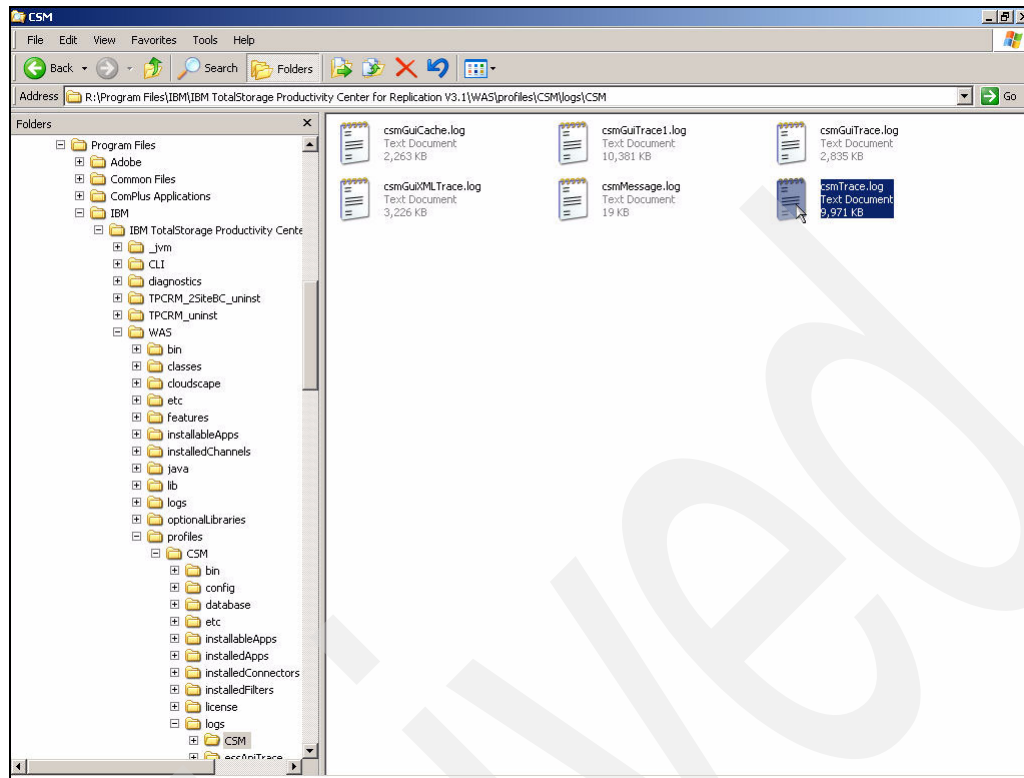 CSM
File Edit View Favorites Tools Help
Back Search Folders
Address R:\Program Files\IBM\IBM TotalStorage Productivity Center for Replication V3.1\WAS\profiles\CSM\logs\CSM Go
Folders
Program Files
Adobe
Common Files
ComPlus Applications
IBM
IBM TotalStorage Productivity Cente
_jvm
CLI
diagnostics
TPCRM_2SiteBC_uninst
TPCRM_uninst
WAS
bin
classes
cloudscape
etc
features
installableApps
installedChannels
java
lib
logs
optionalLibraries
profiles
CSM
bin
config
database
etc
installableApps
installedApps
installedConnectors
installedFilters
license
logs
CSM
essApiTrace
csmGuiCache.log
Text Document
2,263 KB
csmGuiTrace1.log
Text Document
10,381 KB
csmGuiTrace.log
Text Document
2,835 KB
csmGuiXMLTrace.log
Text Document
3,226 KB
csmMessage.log
Text Document
19 KB
csmTrace.log
Text Document
9,971 KB
ived